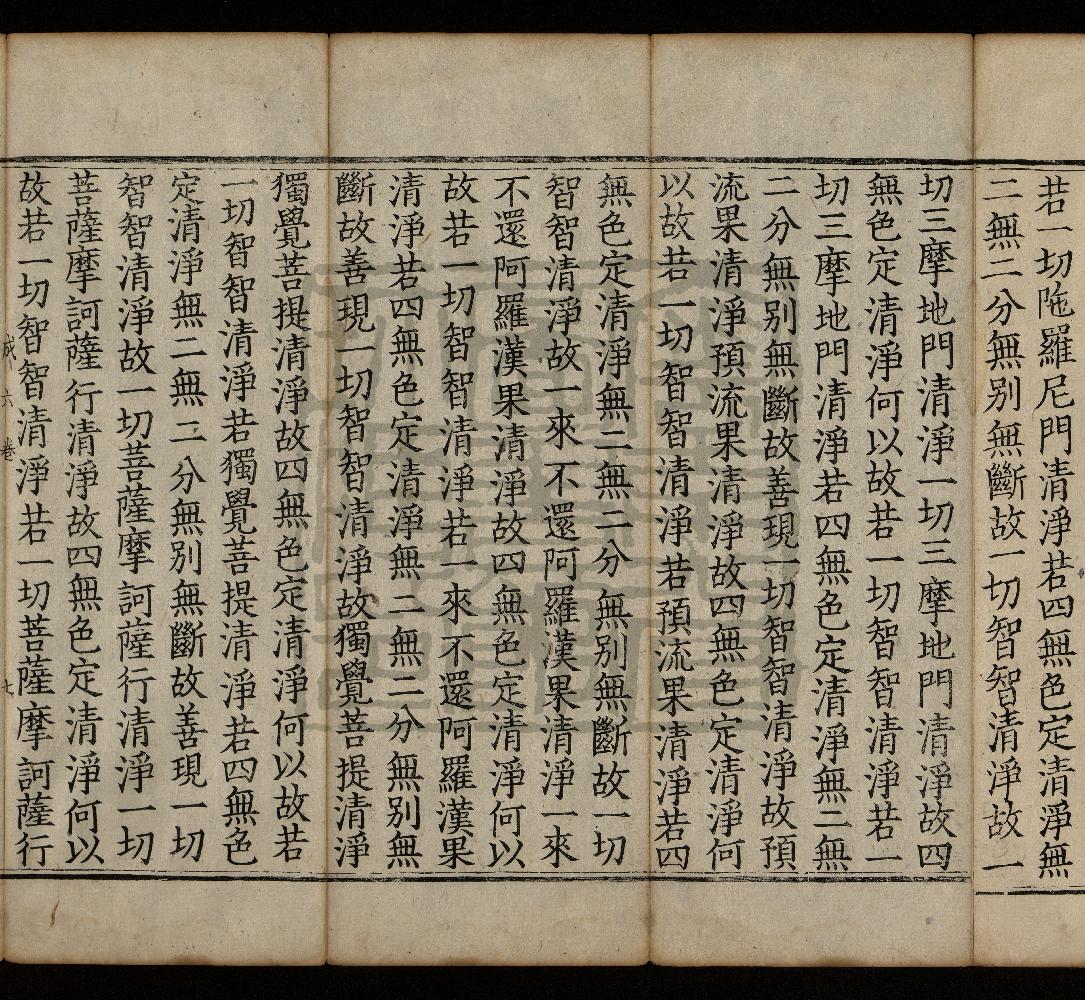 若一切陁羅尼門清淨若四無色定清淨無
二無二分無別無斷故一切智智清淨故一
切三摩地門清淨一切三摩地門清淨故四
無色定清淨何以故若一切智智清淨若一
切三摩地門清淨若四無色定清淨無二無
二分無別無斷故善現一切智智清淨故預
流果清淨預流果清淨故四無色定清淨何
以故若一切智智清淨若預流果清淨若四
無色定清淨無二無二分無別無斷故一切
智智清淨故一來不還阿羅漢果清淨一來
不還阿羅漢果清淨故四無色定清淨何以
故若一切智智清淨若一來不還阿羅漢果
清淨若四無色定清淨無二無二分無別無
斷故善現一切智智清淨故獨覺菩提清淨
獨覺菩提清淨故四無色定清淨何以故若
一切智智清淨若獨覺菩提清淨若四無色
定清淨無二無二分無別無斷故善現一切
智智清淨故一切菩薩摩訶薩行清淨一切
菩薩摩訶薩行清淨故四無色定清淨何以
故若一切智智清淨若一切菩薩摩訶薩行
六 卷 七